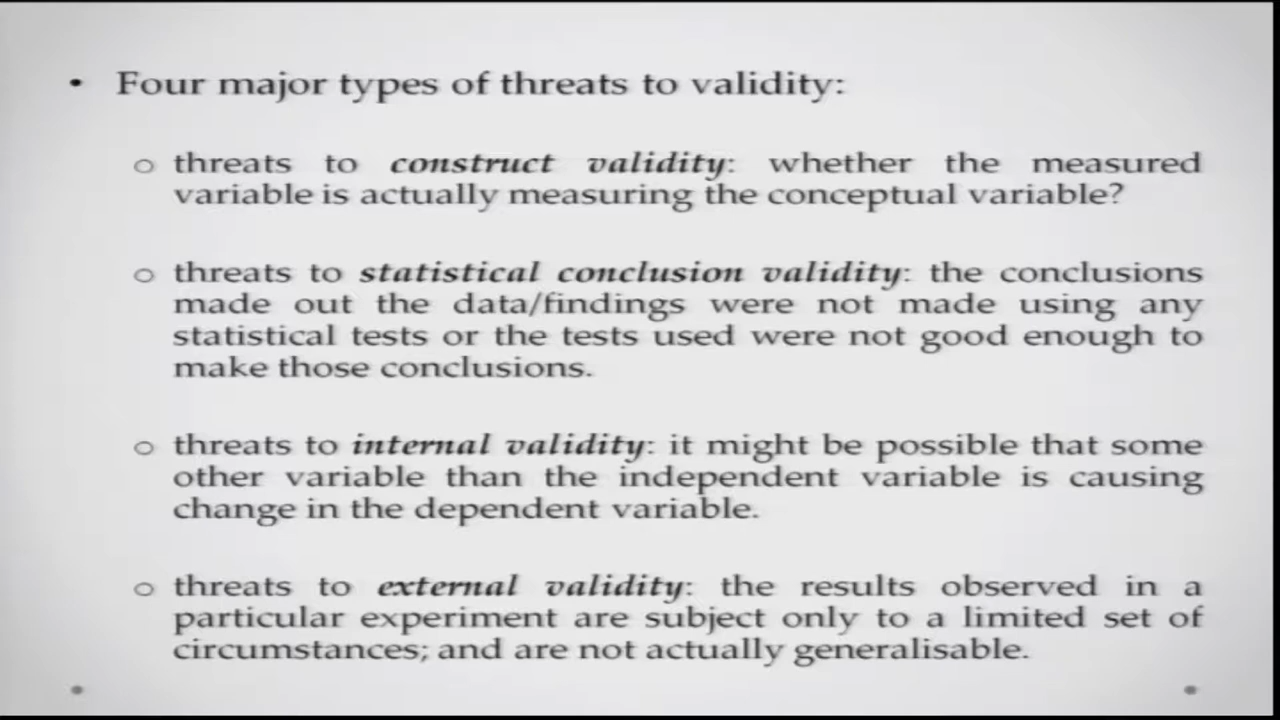 • Four major types of threats to validity:
o threats to construct validity: whether the measured
variable is actually measuring the conceptual variable?
o threats to statistical conclusion validity: the conclusions
made out the data/findings were not made using any
statistical tests or the tests used were not good enough to
make those conclusions.
o threats to internal validity: it might be possible that some
other variable than the independent variable is causing
change in the dependent variable.
o threats to external validity: the results observed in a
particular experiment are subject only to a limited set of
circumstances; and are not actually generalisable.